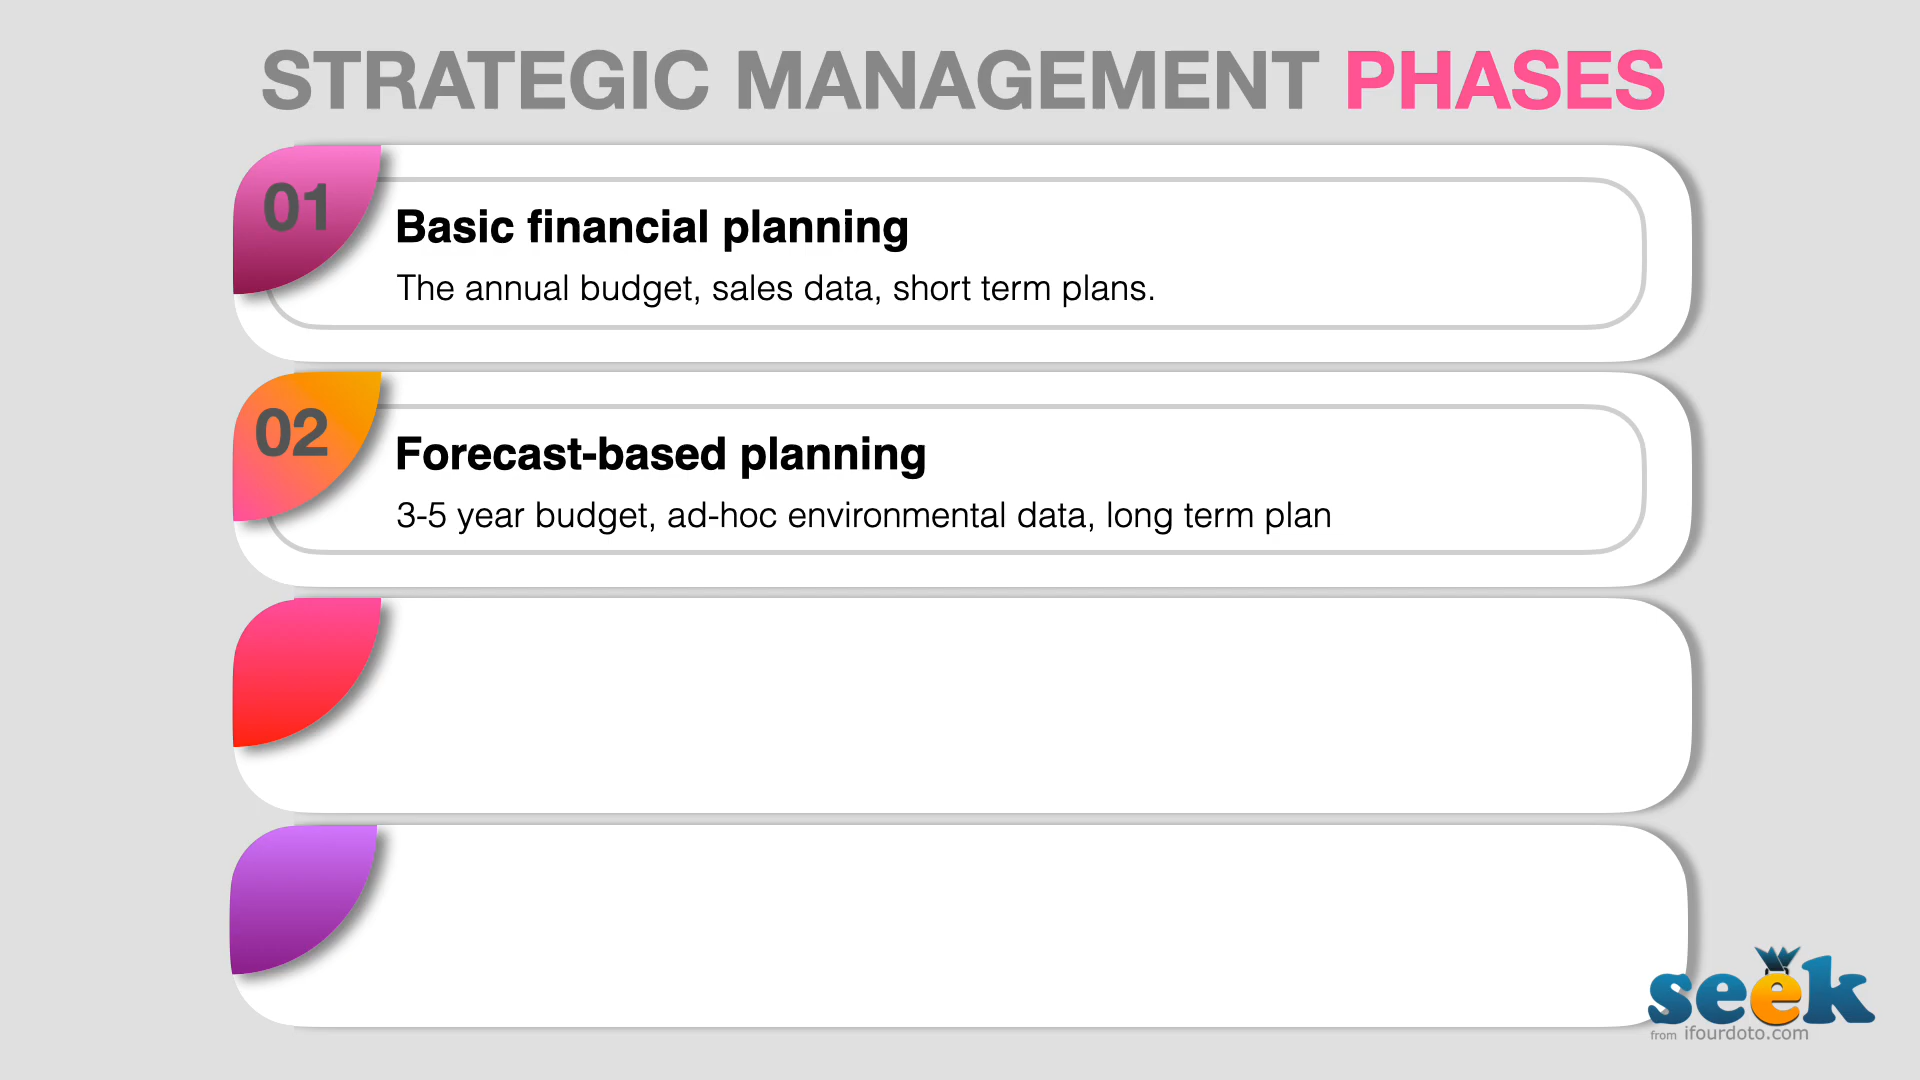 STRATEGIC MANAGEMENT PHASES
01
Basic financial planning
The annual budget, sales data, short term plans.
02
Forecast-based planning
3-5 year budget, ad-hoc environmental data, long term plan
seek
from ifourdoto.com